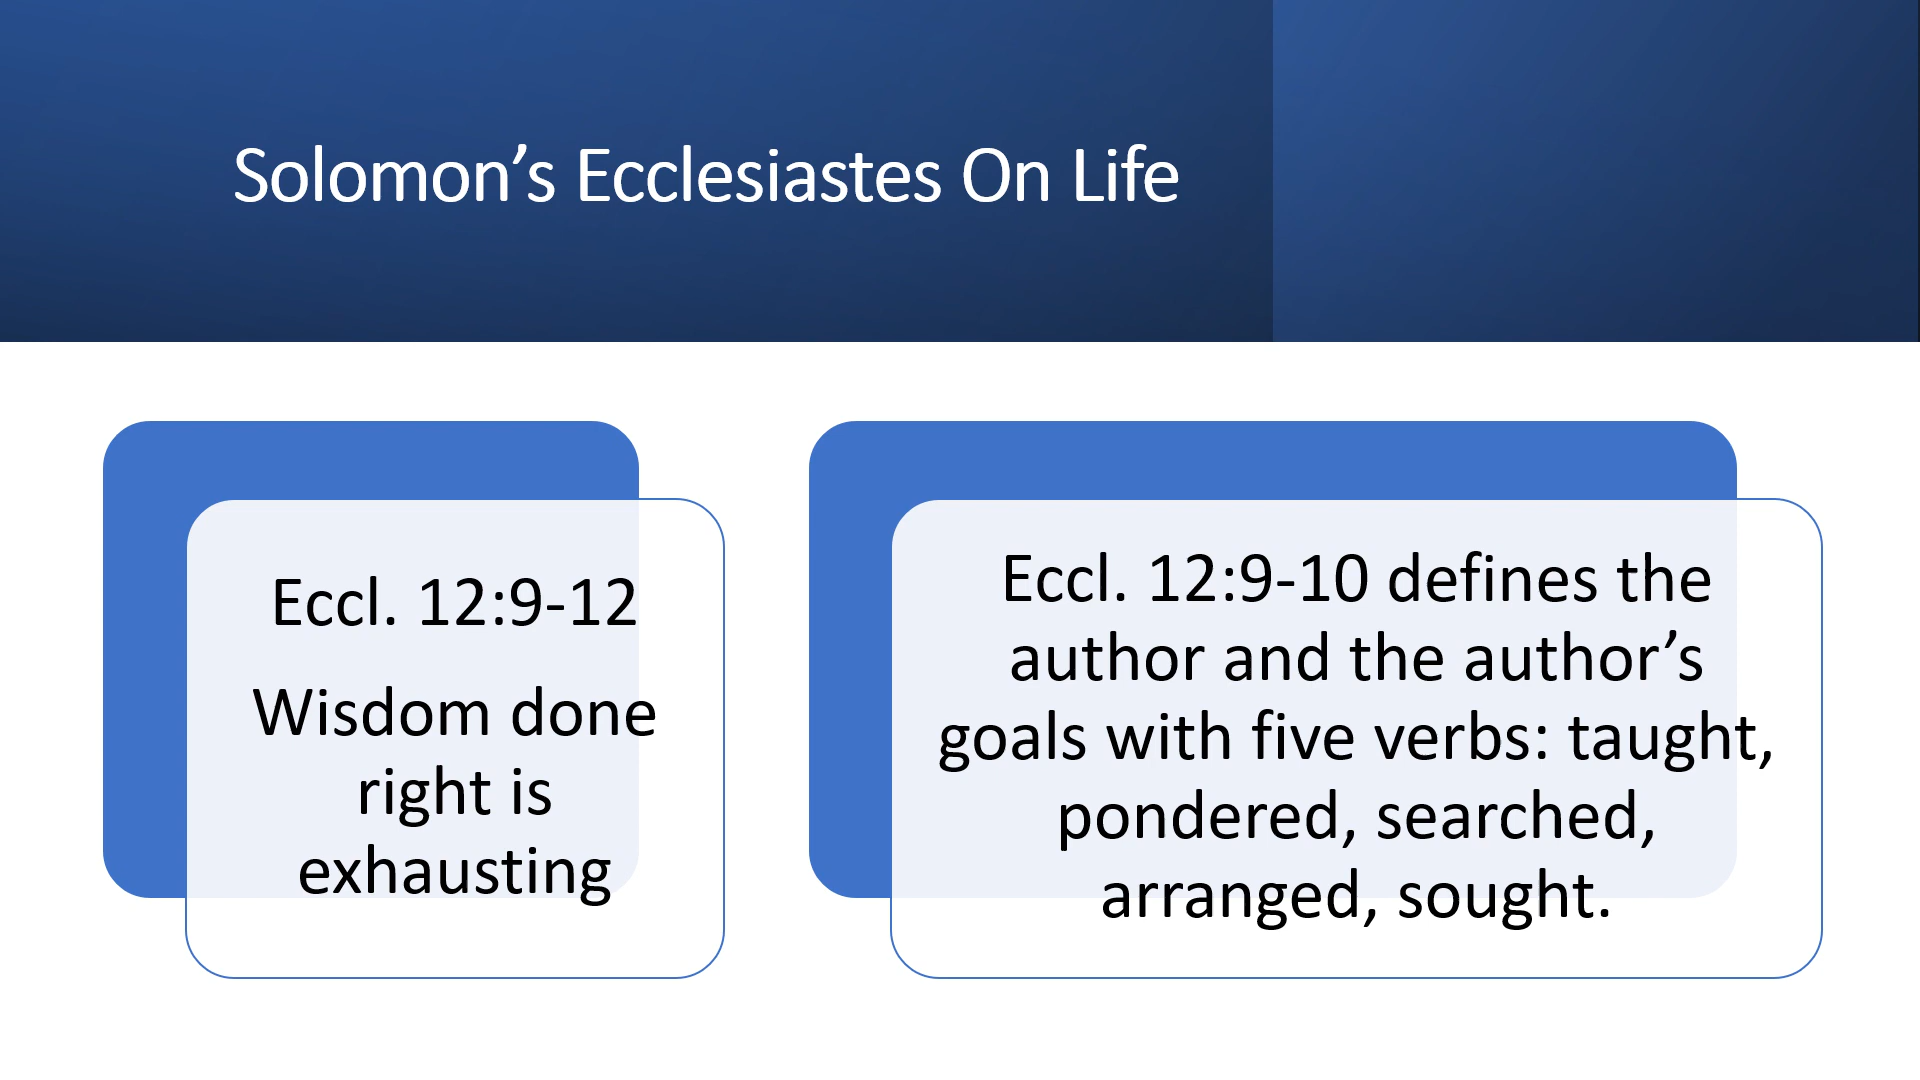 Solomon’s Ecclesiastes On Life
Eccl. 12:9-12
Wisdom done
right is
exhausting
Eccl. 12:9-10 defines the
author and the author’s
goals with five verbs: taught,
pondered, searched,
arranged, sought.